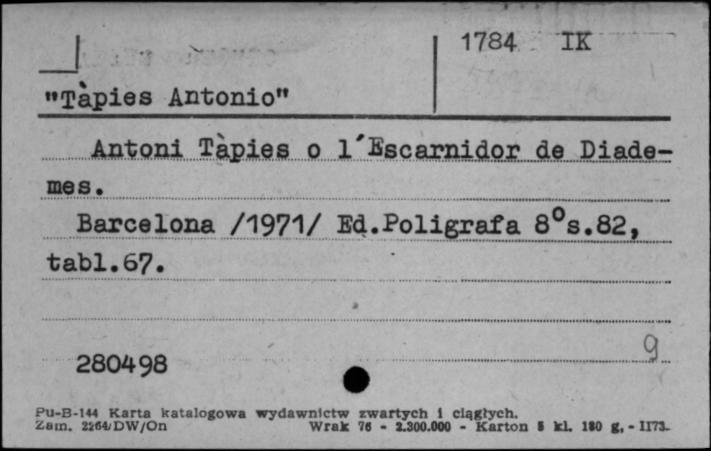 1784 IK
"Tàpies Antonio"
Antoni Tàpies o l´Escarnidor de Diade-
mes.
Barcelona /1971/ Ed.Poligrafa 8°s.82,
tabl.67.
9
280498
Pu-B-144 Karta katalogowa wydawnictw zwartych i ciągłych.
Zam. 2264/DW/On Wrak 76 - 2.300.000 - Karton 5 kl. 180 g, - II73.